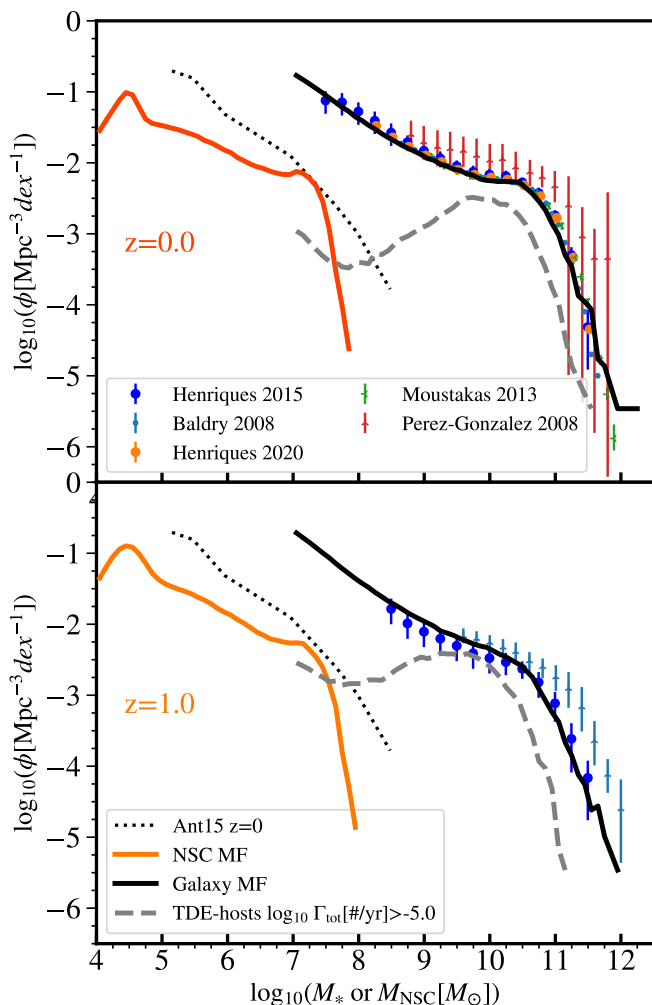 0
−1
−2
−3
−4
−5
−6
log₁₀(ϕ[Mpc⁻³dex⁻¹])
z=0.0
Henriques 2015
Baldry 2008
Henriques 2020
Moustakas 2013
Perez-Gonzalez 2008
0
4
−1
−2
−3
−4
−5
−6
log₁₀(ϕ[Mpc⁻³dex⁻¹])
z=1.0
Ant15 z=0
NSC MF
Galaxy MF
TDE-hosts log₁₀ Γtot[#/yr]>-5.0
4 5 6 7 8 9 10 11 12
log₁₀(M* or MNSC[M⊙])